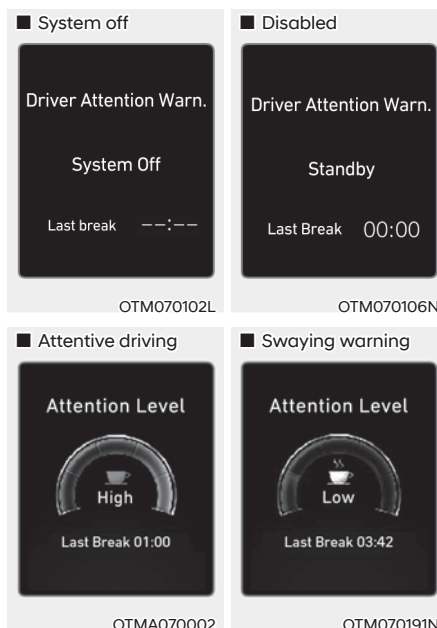 ■ System off
Driver Attention Warn.
System Off
Last break --:--
OTM070102L
■ Disabled
Driver Attention Warn.
Standby
Last Break 00:00
OTM070106N
■ Attentive driving
Attention Level
High
Last Break 01:00
OTMA070002
■ Swaying warning
Attention Level
Low
Last Break 03:42
OTM070191N